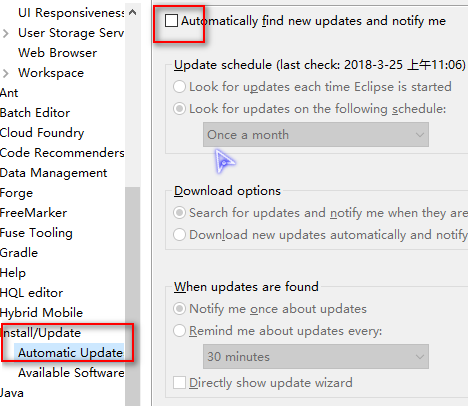 UI Responsiveness
User Storage Serv
Web Browser
Workspace
Ant
Batch Editor
Cloud Foundry
Code Recommenders
Data Management
Forge
FreeMarker
Fuse Tooling
Gradle
Help
HQL editor
Hybrid Mobile
Install/Update
Automatic Update
Available Software
Java
Automatically find new updates and notify me
Update schedule (last check: 2018-3-25 上午11:06)
Look for updates each time Eclipse is started
Look for updates on the following schedule:
Once a month
Download options
Search for updates and notify me when they are
Download new updates automatically and notify
When updates are found
Notify me once about updates
Remind me about updates every:
30 minutes
Directly show update wizard